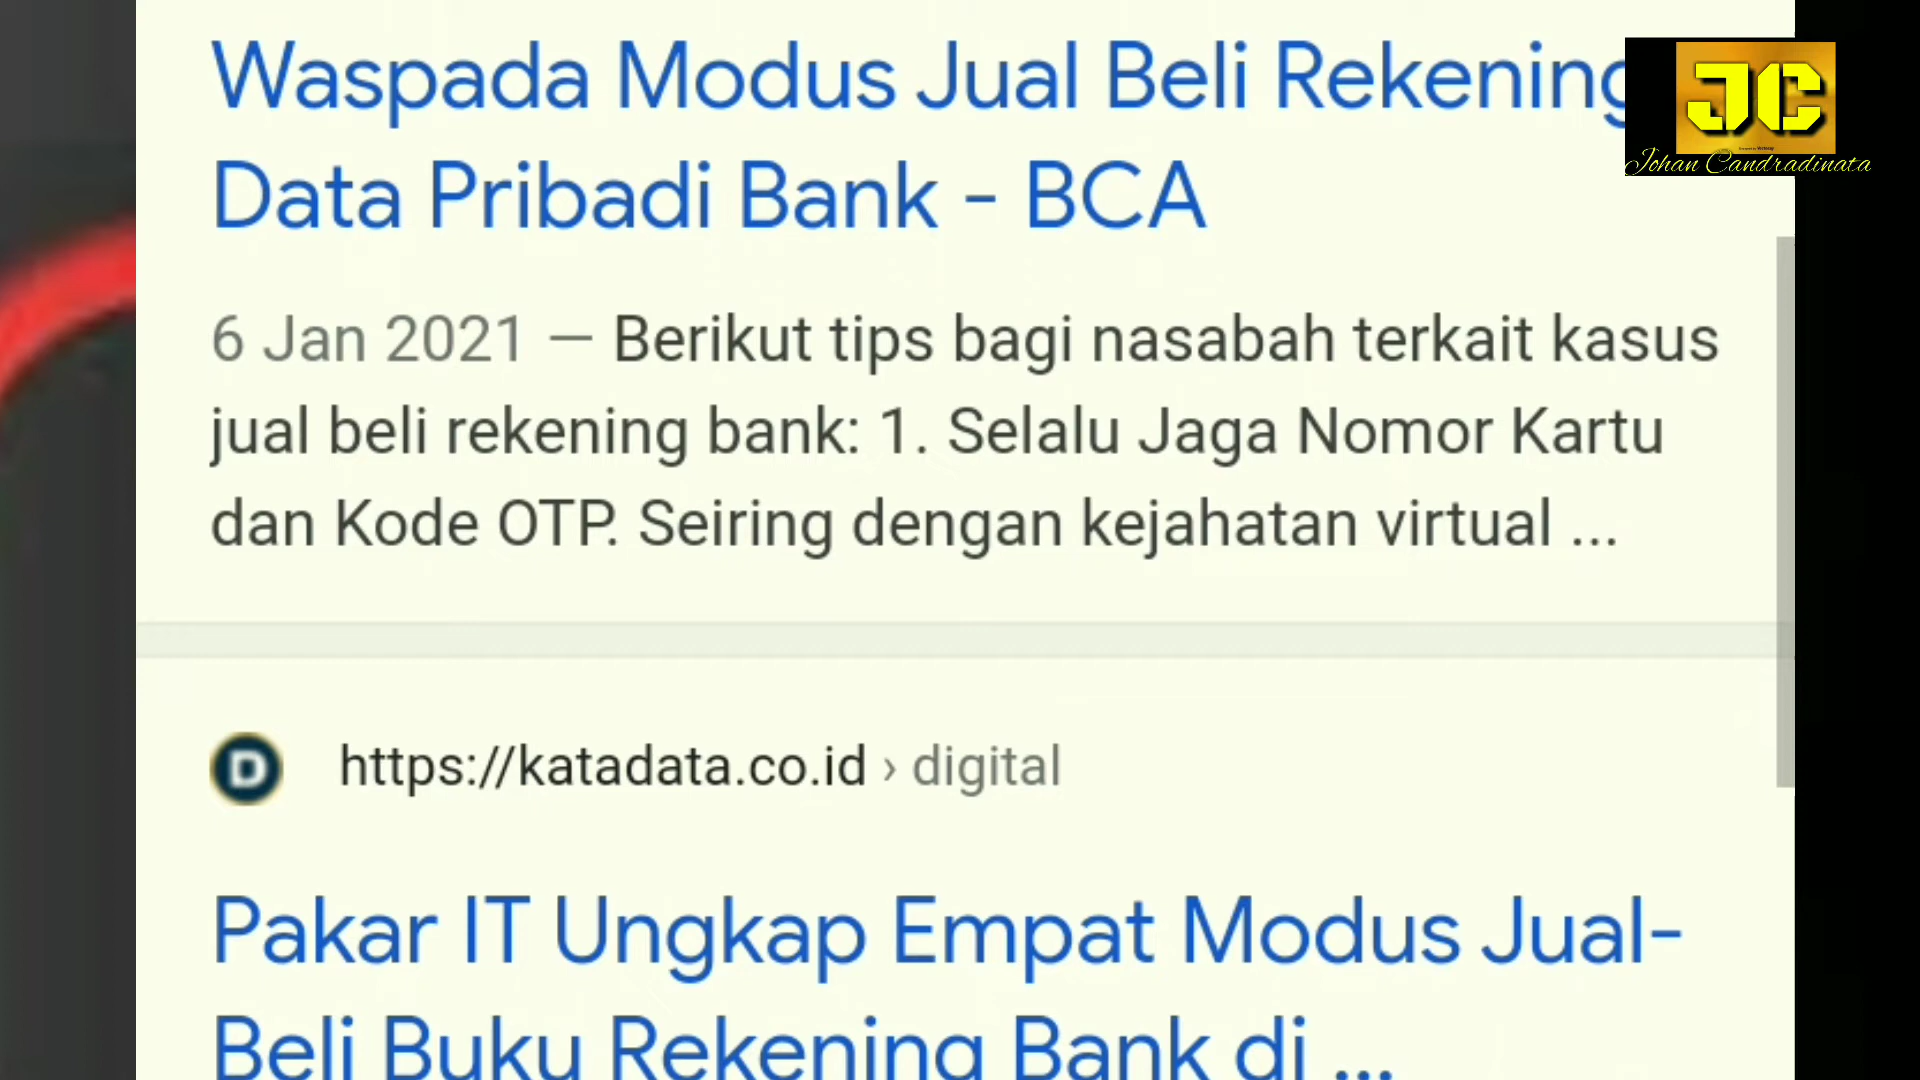 Waspada Modus Jual Beli Rekening
Data Pribadi Bank - BCA
6 Jan 2021 — Berikut tips bagi nasabah terkait kasus
jual beli rekening bank: 1. Selalu Jaga Nomor Kartu
dan Kode OTP. Seiring dengan kejahatan virtual ...
https://katadata.co.id › digital
Pakar IT Ungkap Empat Modus Jual-
Beli Buku Rekening Bank di ...
JC
Johan Candradinata